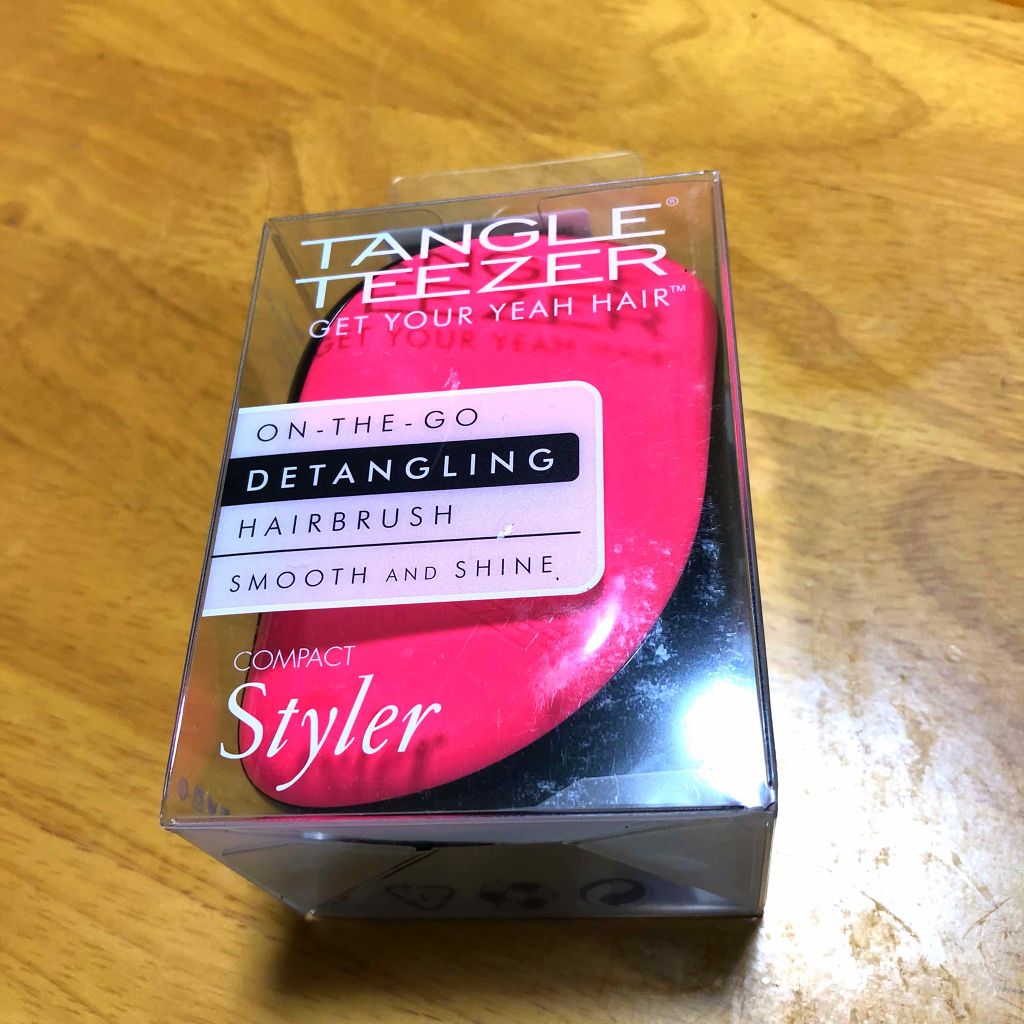 TANGLE®
TEEZER
GET YOUR YEAH HAIR™
ON-THE-GO
DETANGLING
HAIRBRUSH
SMOOTH AND SHINE
COMPACT
Styler